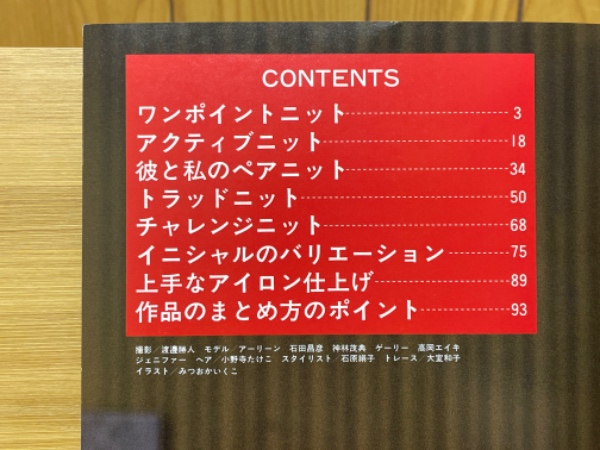 CONTENTS
ワンポイントニット 3
アクティブニット 18
彼と私のペアニット 34
トラッドニット 50
チャレンジニット 68
イニシャルのバリエーション 75
上手なアイロン仕上げ 89
作品のまとめ方のポイント 93
撮影／渡邊勝人 モデル／アーリーン 石田昌彦 神林茂典 ゲーリー 高岡エイキ
ジェニファー ヘア／小野寺たけこ スタイリスト／石原順子 トレース／大室和子
イラスト／みつおかいくこ